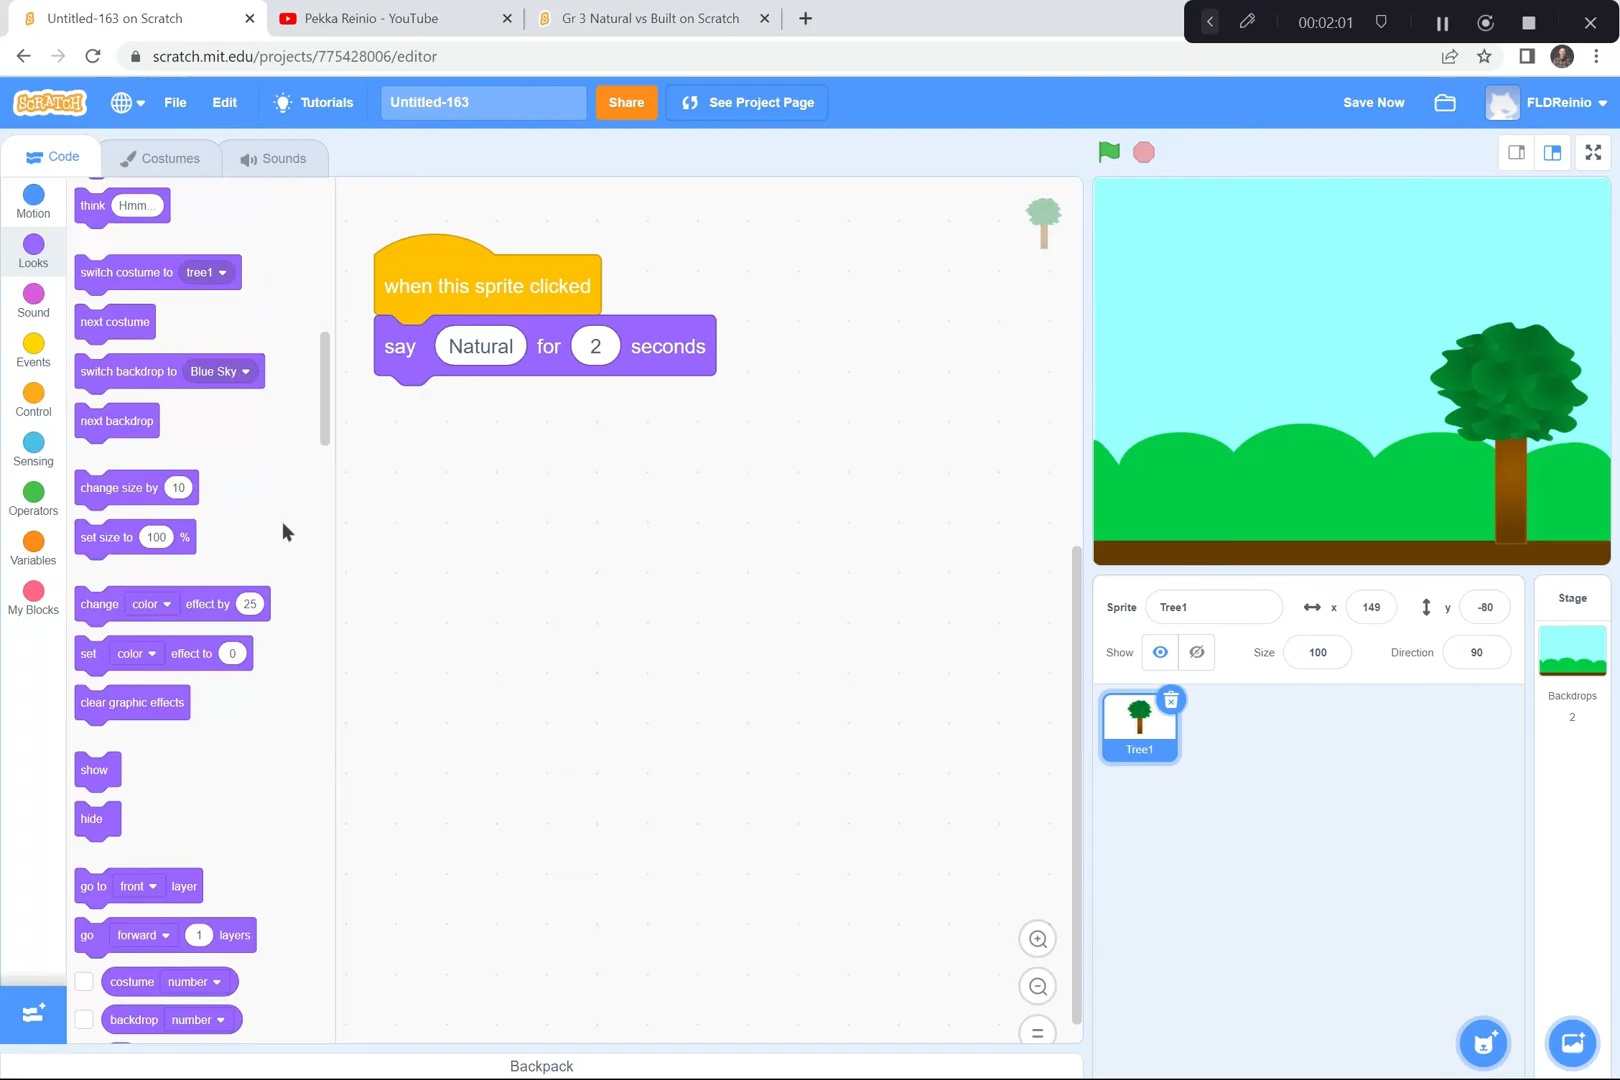 Untitled-163 on Scratch
Pekka Reinio - YouTube
Gr 3 Natural vs Built on Scratch
00:02:01
scratch.mit.edu/projects/775428006/editor
SCRATCH
File
Edit
Tutorials
Untitled-163
Share
See Project Page
Save Now
FLDReinio
Code
Costumes
Sounds
Motion
Looks
Sound
Events
Control
Sensing
Operators
Variables
My Blocks
think Hmm...
switch costume to tree1
next costume
switch backdrop to Blue Sky
next backdrop
change size by 10
set size to 100 %
change color effect by 25
set color effect to 0
clear graphic effects
show
hide
go to front layer
go forward 1 layers
costume number
backdrop number
when this sprite clicked
say Natural for 2 seconds
Sprite Tree1 x 149 y -80
Show Size 100 Direction 90
Tree1
Stage
Backdrops
2
Backpack